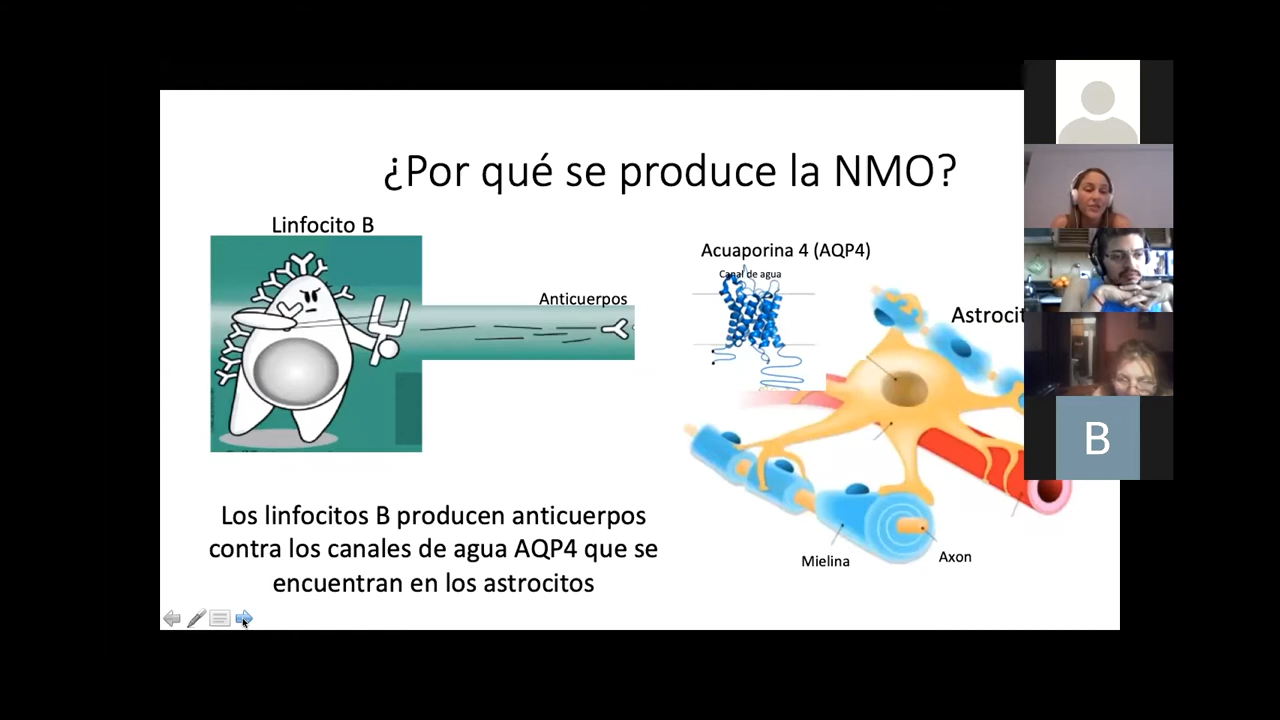 ¿Por qué se produce la NMO?
Linfocito B
Anticuerpos
Acuaporina 4 (AQP4)
Canal de agua
Astrocit
Mielina
Axon
Los linfocitos B producen anticuerpos
contra los canales de agua AQP4 que se
encuentran en los astrocitos
B